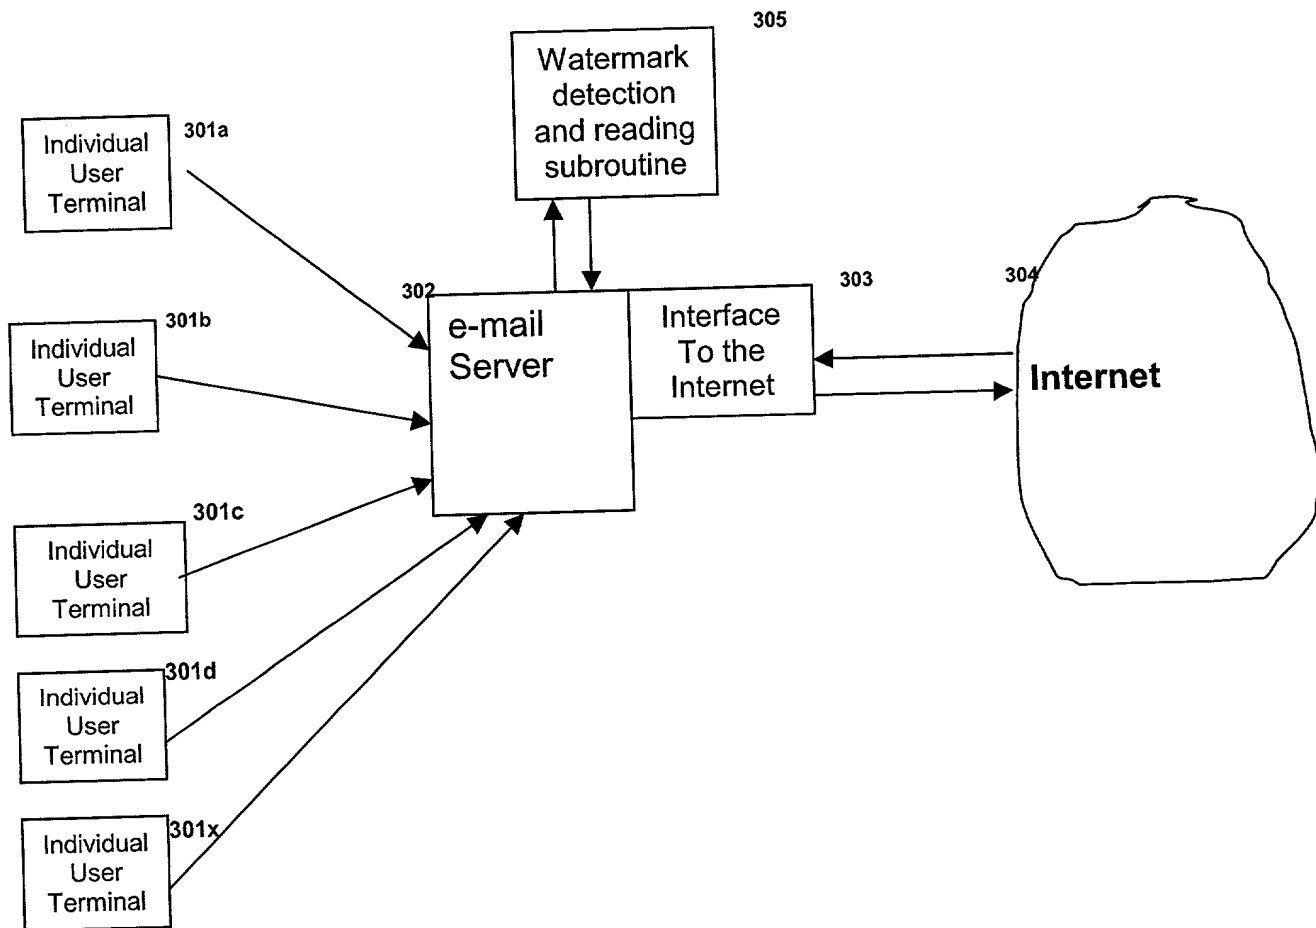 305
Watermark
detection
and reading
subroutine
301a
Individual
User
Terminal
301b
Individual
User
Terminal
301c
Individual
User
Terminal
301d
Individual
User
Terminal
301x
Individual
User
Terminal
302
e-mail
Server
303
Interface
To the
Internet
304
Internet